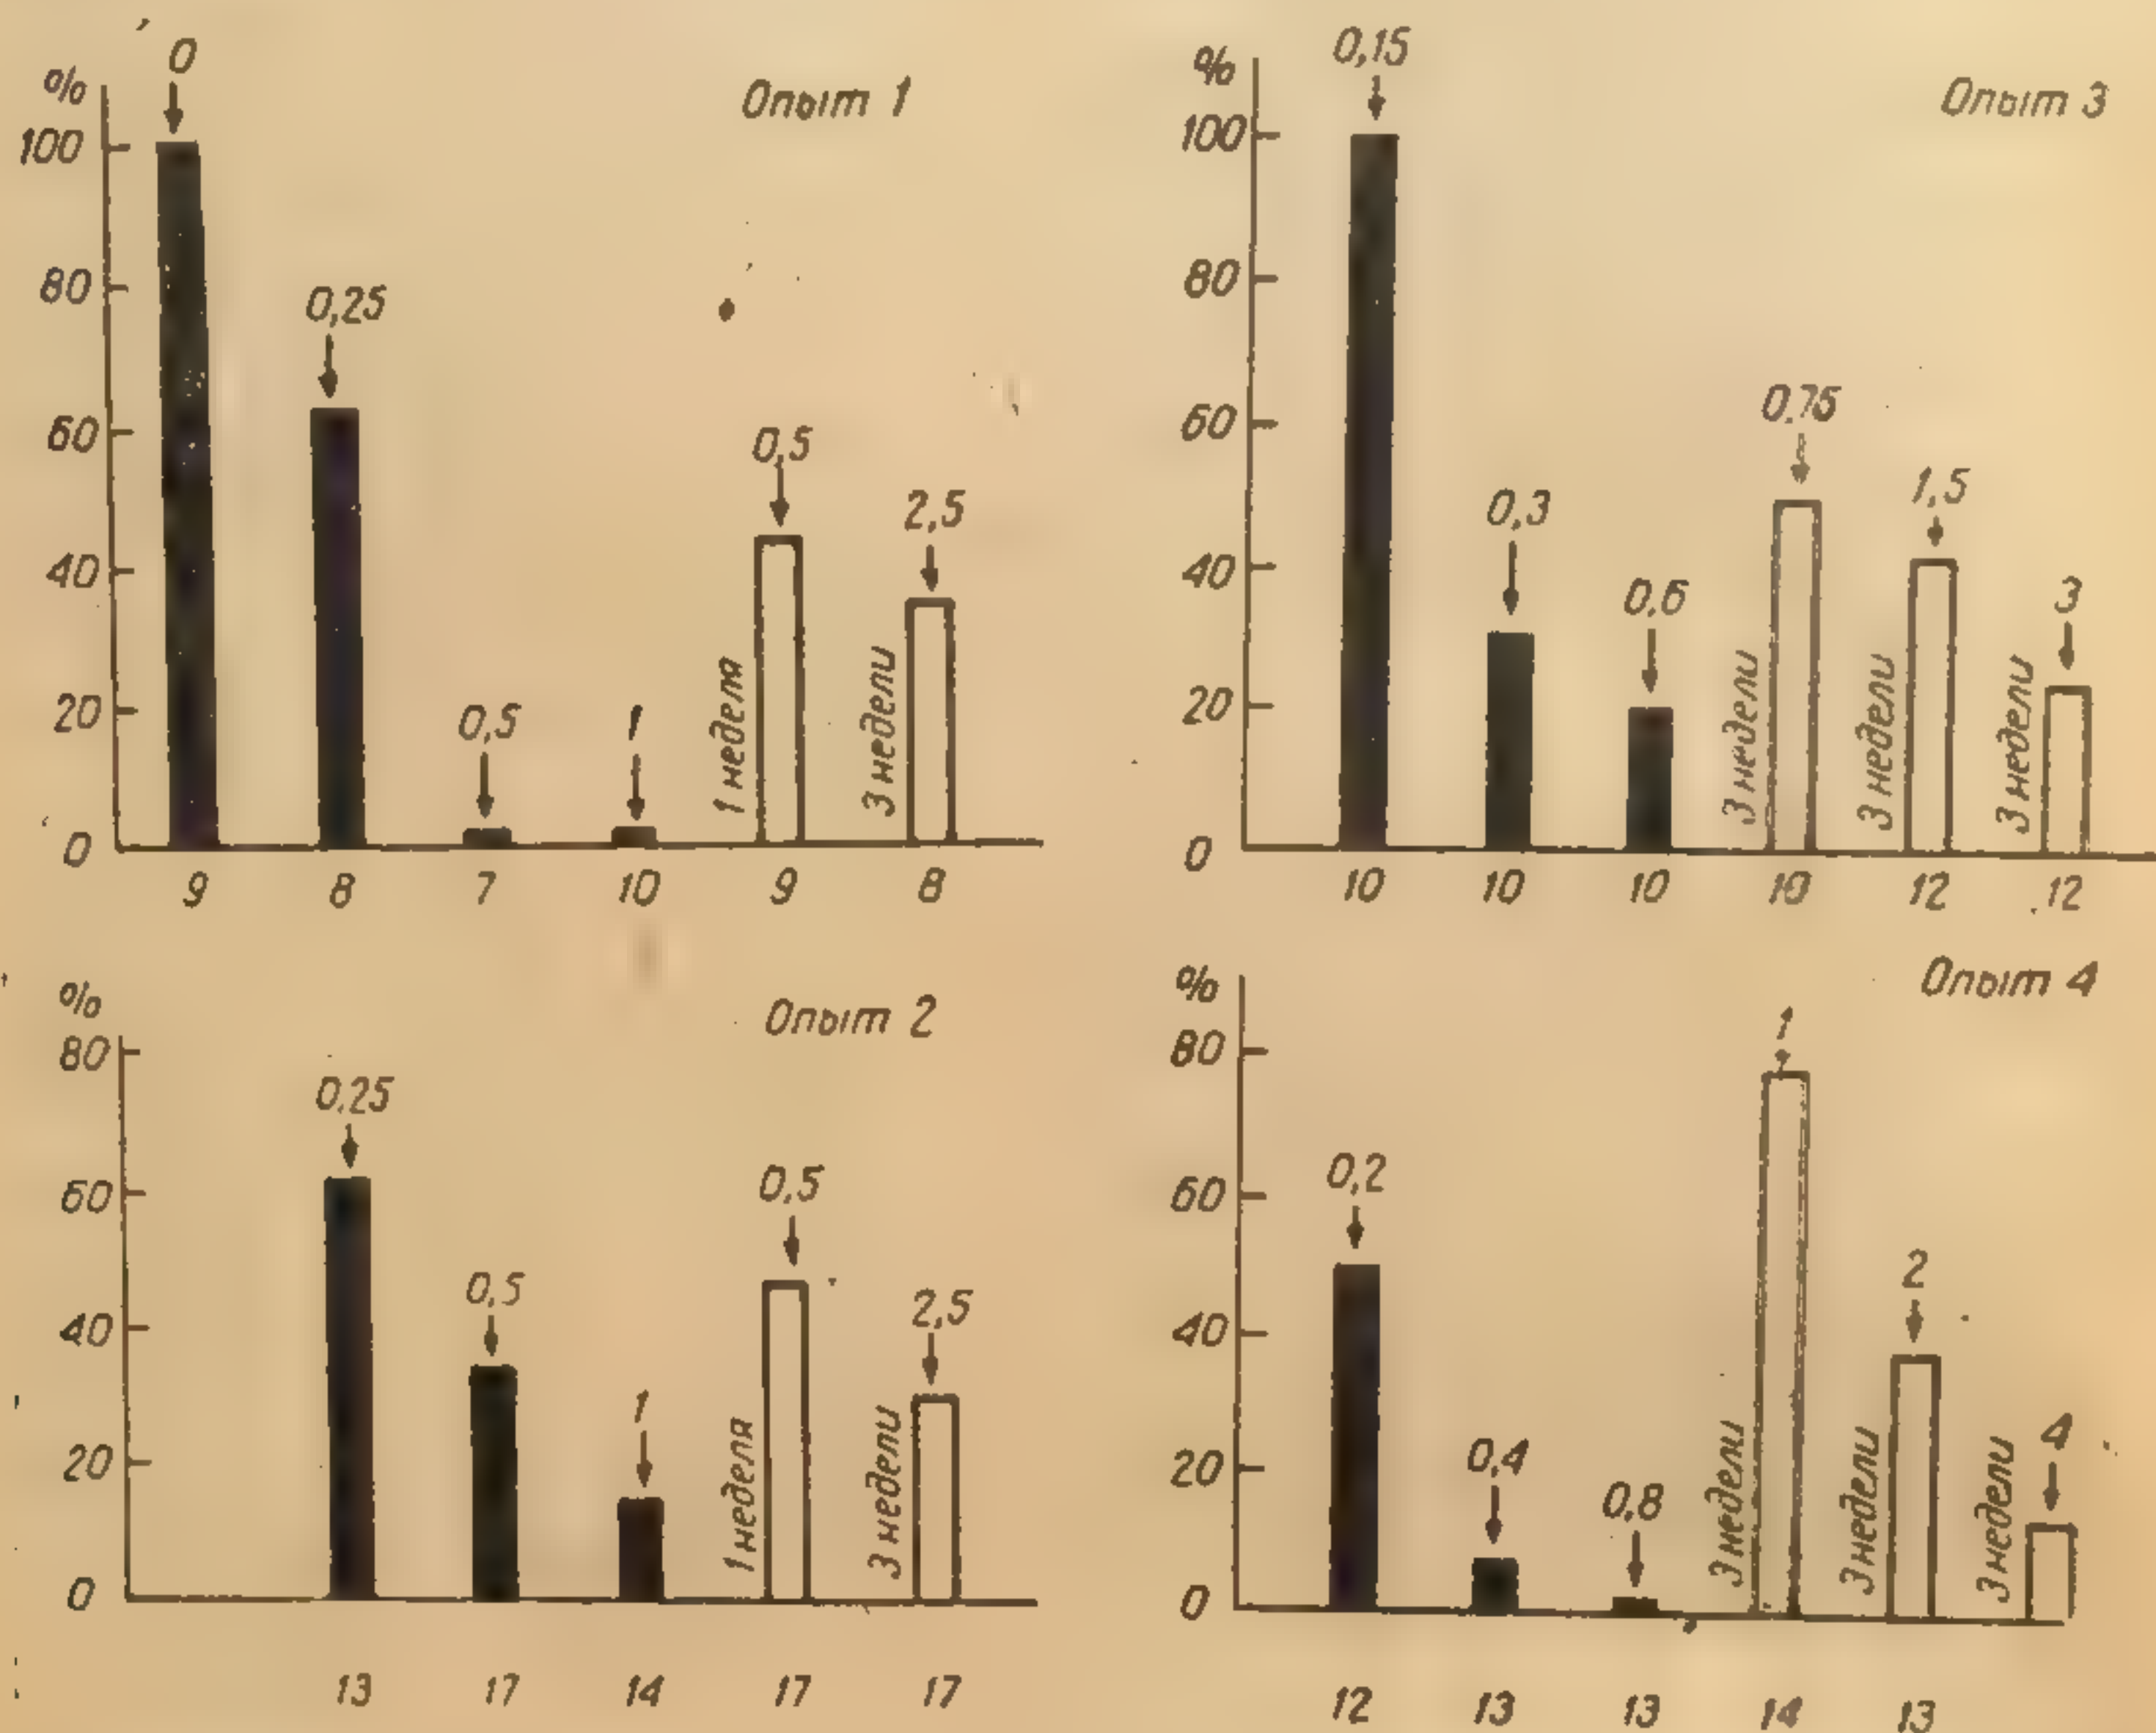 Опыт 1
%
100
80
60
40
20
0
0
0,25
0,5
1
0,5
2,5
1 неделя
3 недели
9 8 7 10 9 8
Опыт 3
%
100
80
60
40
20
0
0,15
0,3
0,6
0,75
1,5
3
3 недели
3 недели
3 недели
10 10 10 10 12 12
Опыт 2
%
80
60
40
20
0
0,25
0,5
1
0,5
2,5
1 неделя
3 недели
13 17 14 17 17
Опыт 4
%
80
60
40
20
0
0,2
0,4
0,8
1
2
4
3 недели
3 недели
3 недели
12 13 13 14 13